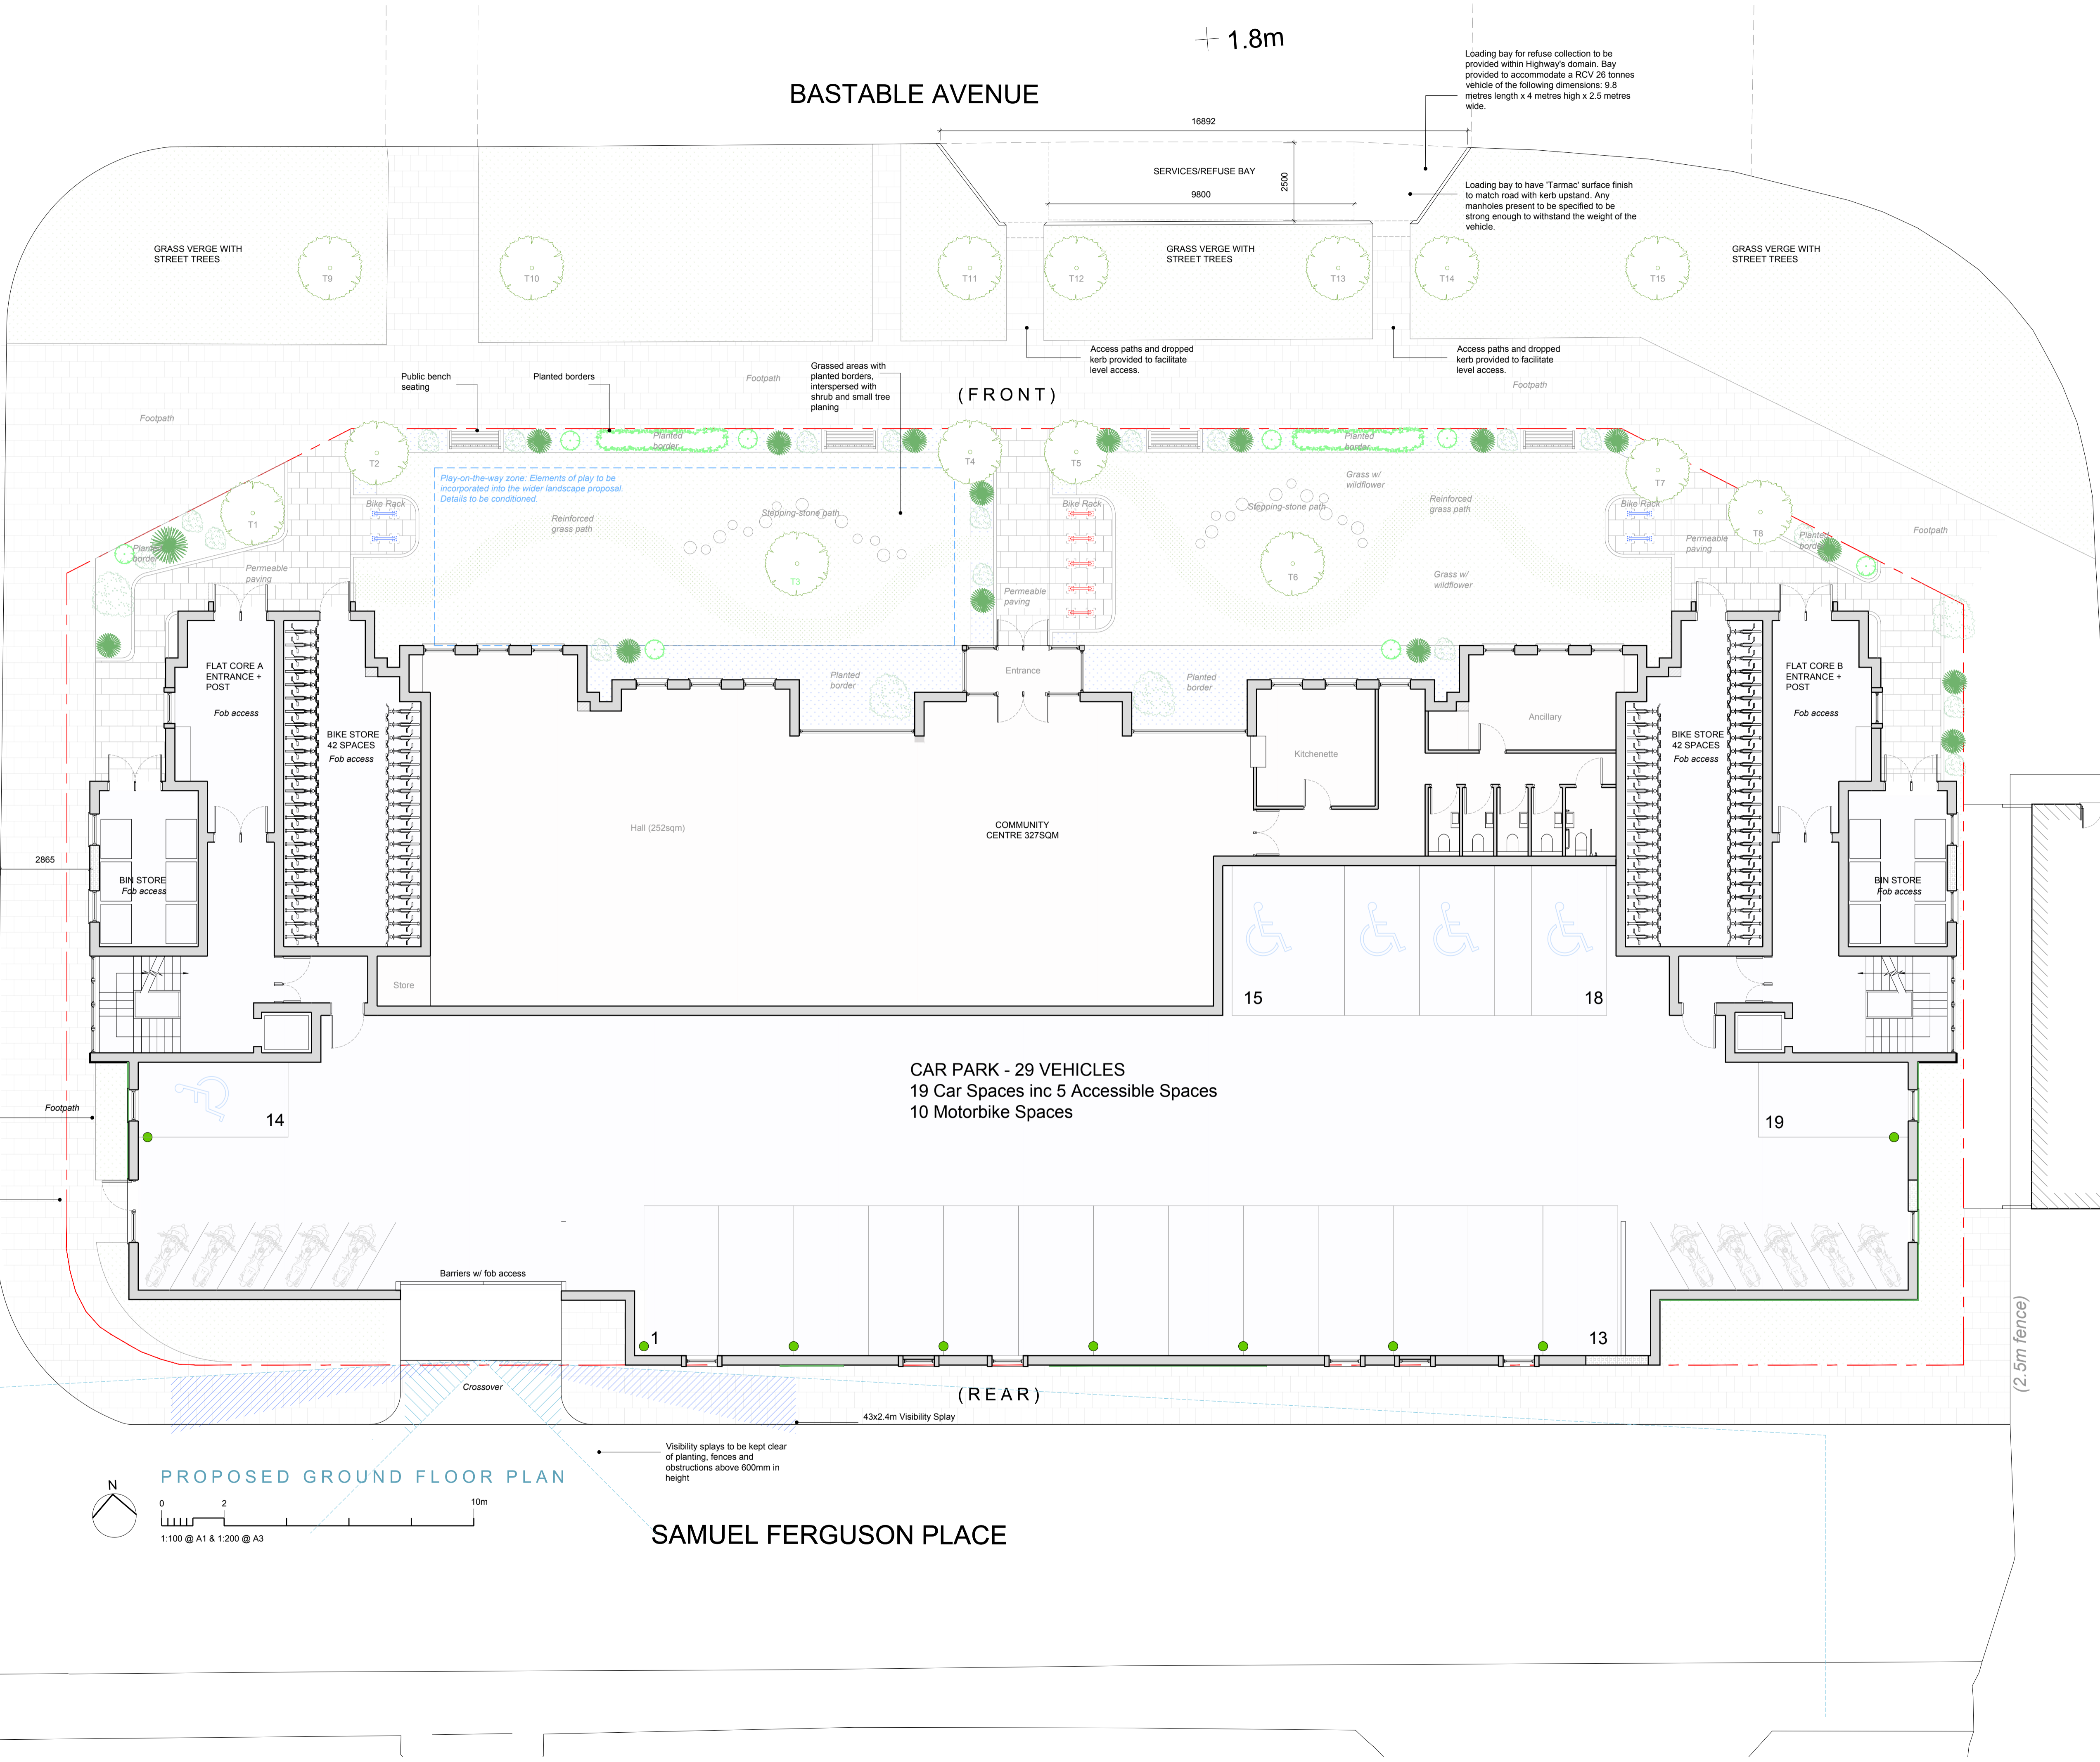 1.8m
BASTABLE AVENUE
Loading bay for refuse collection to be
provided within Highway's domain. Bay
provided to accommodate a RCV 26 tonnes
vehicle of the following dimensions: 9.8
metres length x 4 metres high x 2.5 metres
wide.
16892
SERVICES/REFUSE BAY
9800
2500
Loading bay to have 'Tarmac' surface finish
to match road with kerb upstand. Any
manholes present to be specified to be
strong enough to withstand the weight of the
vehicle.
GRASS VERGE WITH
STREET TREES
T9
T10
T11
T12
GRASS VERGE WITH
STREET TREES
T13
T14
T15
GRASS VERGE WITH
STREET TREES
Access paths and dropped
kerb provided to facilitate
level access.
Access paths and dropped
kerb provided to facilitate
level access.
Public bench
seating
Planted borders
Footpath
Grassed areas with
planted borders,
interspersed with
shrub and small tree
planing
(FRONT)
Footpath
Footpath
Footpath
T2
Planted
border
T4
T5
Planted
border
T7
Play-on-the-way zone: Elements of play to be
incorporated into the wider landscape proposal.
Details to be conditioned.
Grass w/
wildflower
T1
Bike Rack
Reinforced
grass path
Stepping-stone path
Bike Rack
Stepping-stone path
Reinforced
grass path
Bike Rack
T8
Planted
border
Permeable
paving
T3
Permeable
paving
T6
Grass w/
wildflower
Permeable
paving
Planted
border
FLAT CORE A
ENTRANCE +
POST
Fob access
BIKE STORE
42 SPACES
Fob access
Planted
border
Entrance
Planted
border
Kitchenette
Ancillary
BIKE STORE
42 SPACES
Fob access
FLAT CORE B
ENTRANCE +
POST
Fob access
Hall (252sqm)
COMMUNITY
CENTRE 327SQM
2865
BIN STORE
Fob access
BIN STORE
Fob access
Store
15
18
CAR PARK - 29 VEHICLES
19 Car Spaces inc 5 Accessible Spaces
10 Motorbike Spaces
Footpath
14
19
Barriers w/ fob access
1
13
(2.5m fence)
Crossover
(REAR)
43x2.4m Visibility Splay
Visibility splays to be kept clear
of planting, fences and
obstructions above 600mm in
height
PROPOSED GROUND FLOOR PLAN
N
0
2
10m
1:100 @ A1 & 1:200 @ A3
SAMUEL FERGUSON PLACE